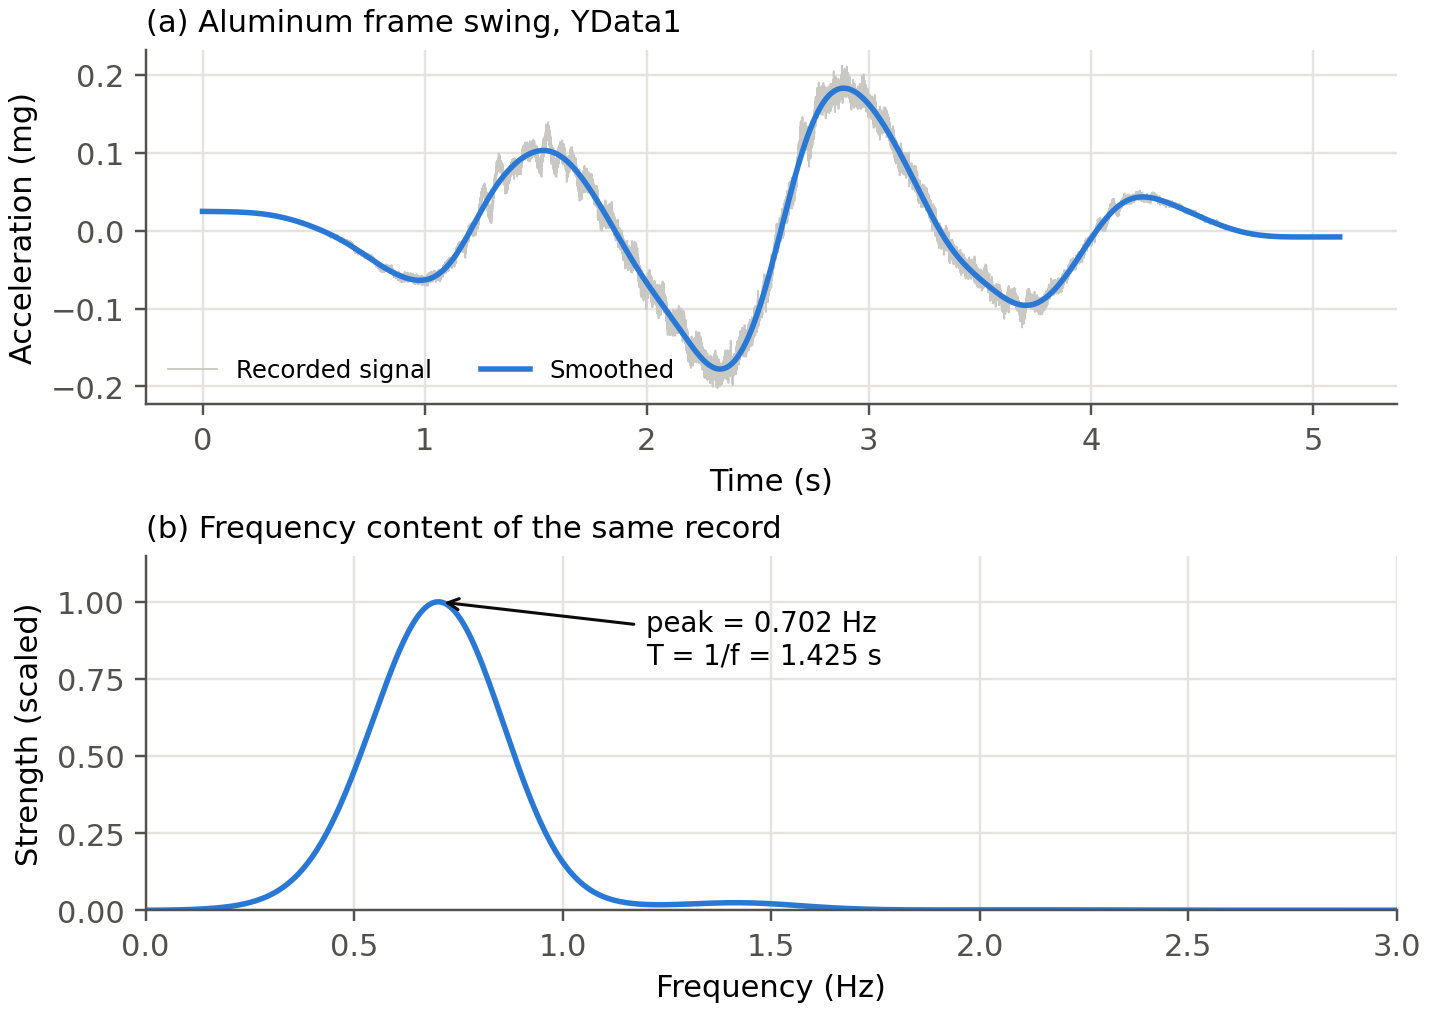 (a) Aluminum frame swing, YData1
Acceleration (mg)
0.2
0.1
0.0
−0.1
−0.2
Recorded signal
Smoothed
0 1 2 3 4 5
Time (s)
(b) Frequency content of the same record
Strength (scaled)
1.00
0.75
0.50
0.25
0.00
peak = 0.702 Hz
T = 1/f = 1.425 s
0.0 0.5 1.0 1.5 2.0 2.5 3.0
Frequency (Hz)